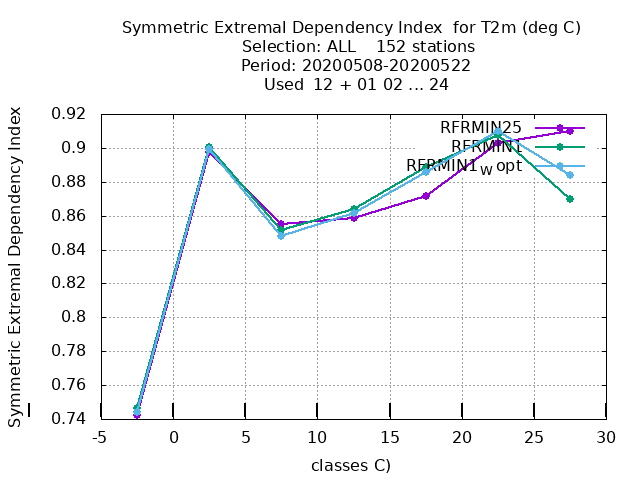 Symmetric Extremal Dependency Index for T2m (deg C)
Selection: ALL 152 stations
Period: 20200508-20200522
Used 12 + 01 02 ... 24
Symmetric Extremal Dependency Index
0.92
0.9
0.88
0.86
0.84
0.82
0.8
0.78
0.76
0.74
RFRMIN25
RFRMIN1
RFRMIN1w opt
-5 0 5 10 15 20 25 30
classes C)